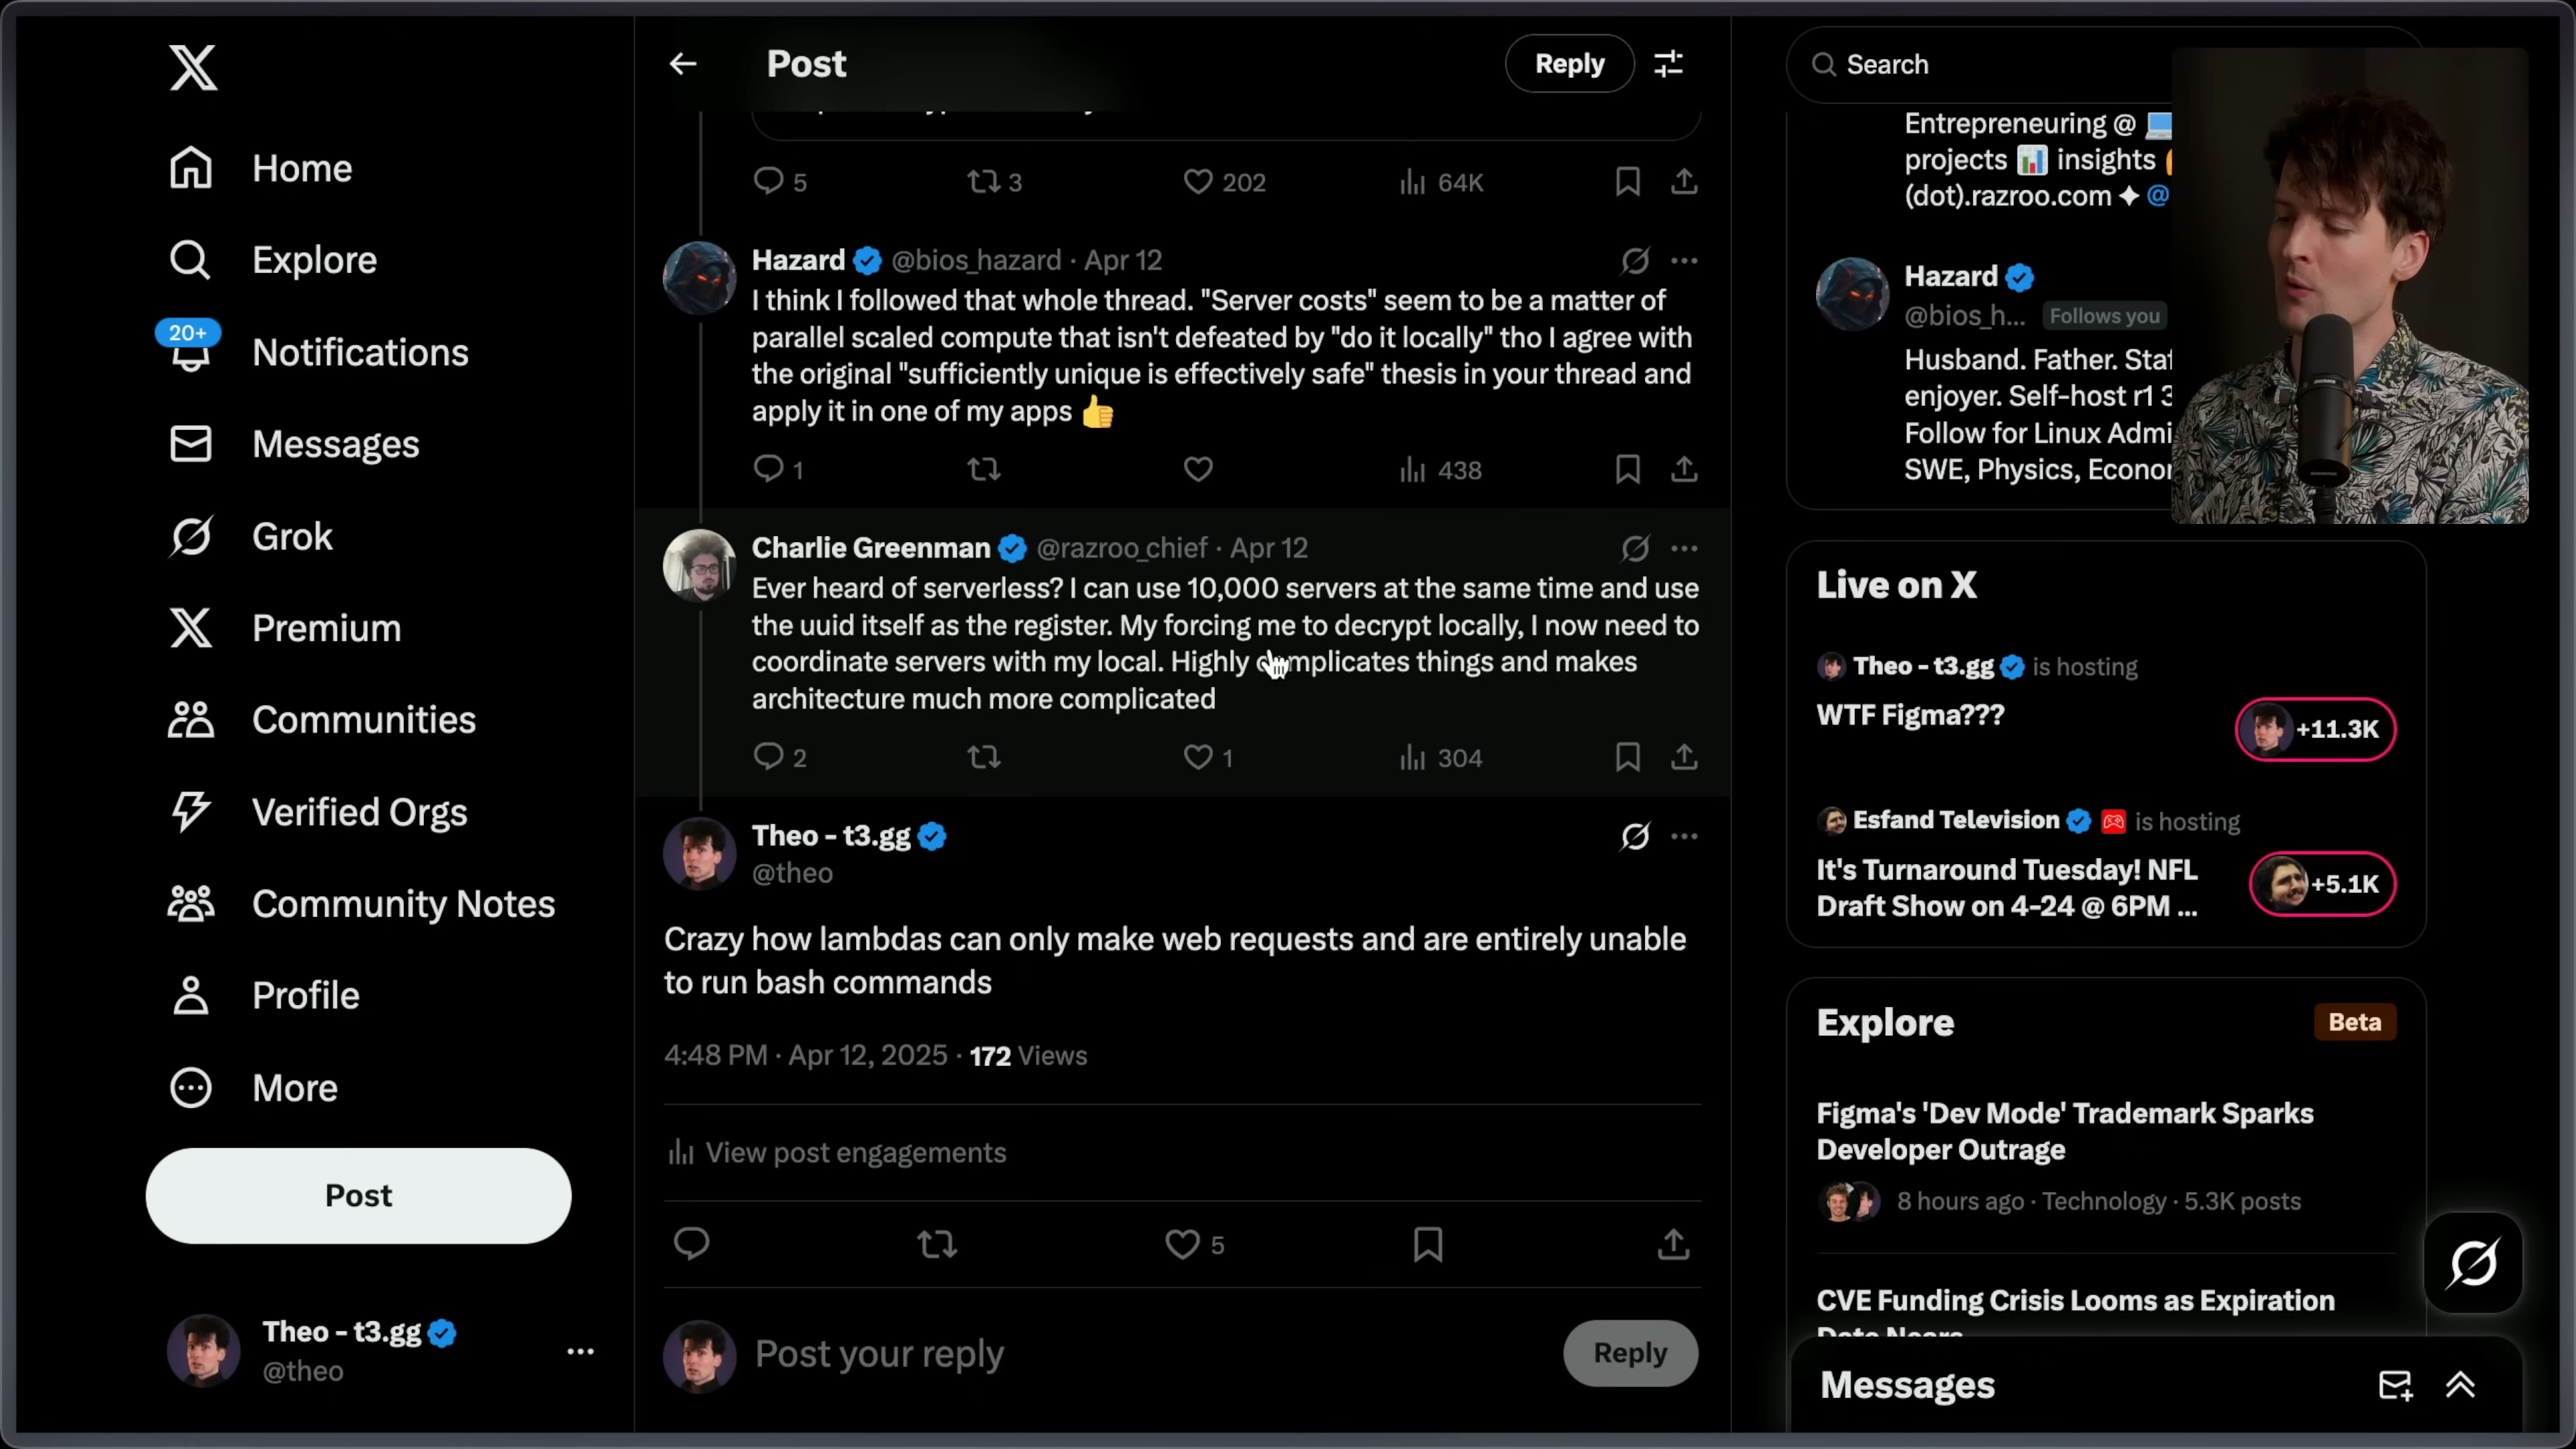 Home
Explore
20+
Notifications
Messages
Grok
Premium
Communities
Verified Orgs
Community Notes
Profile
More
Post
Theo - t3.gg
@theo
Post
Reply
5
3
202
64K
Hazard @bios_hazard · Apr 12
I think I followed that whole thread. "Server costs" seem to be a matter of
parallel scaled compute that isn't defeated by "do it locally" tho I agree with
the original "sufficiently unique is effectively safe" thesis in your thread and
apply it in one of my apps 👍
1
438
Charlie Greenman @razroo_chief · Apr 12
Ever heard of serverless? I can use 10,000 servers at the same time and use
the uuid itself as the register. My forcing me to decrypt locally, I now need to
coordinate servers with my local. Highly complicates things and makes
architecture much more complicated
2
1
304
Theo - t3.gg
@theo
Crazy how lambdas can only make web requests and are entirely unable
to run bash commands
4:48 PM · Apr 12, 2025 · 172 Views
View post engagements
5
Post your reply
Reply
Search
Entrepreneuring @ 💻
projects 📊 insights
(dot).razroo.com ✦ @
Hazard
@bios_h... Follows you
Husband. Father.
enjoyer. Self-host r1
Follow for Linux
SWE, Physics,
Live on X
Theo - t3.gg is hosting
WTF Figma???
+11.3K
Esfand Television is hosting
It's Turnaround Tuesday! NFL
Draft Show on 4-24 @ 6PM ...
+5.1K
Explore
Beta
Figma's 'Dev Mode' Trademark Sparks
Developer Outrage
8 hours ago · Technology · 5.3K posts
CVE Funding Crisis Looms as Expiration
Messages